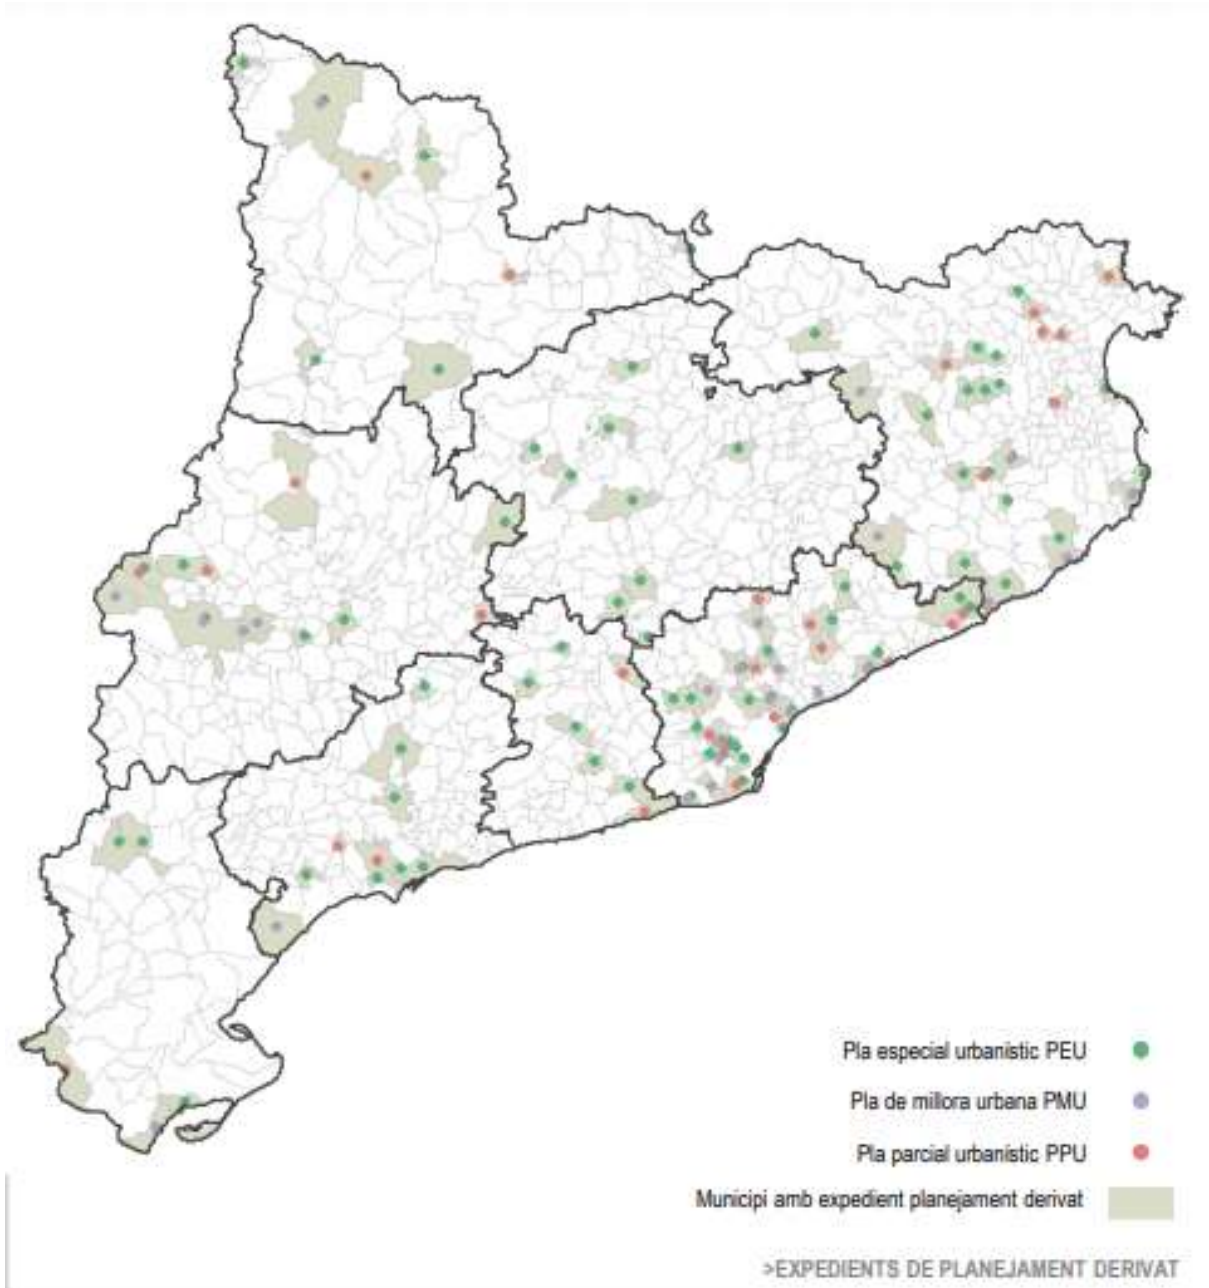 Pla especial urbanístic PEU
Pla de millora urbana PMU
Pla parcial urbanístic PPU
Municipi amb expedient planejament derivat
>EXPEDIENTS DE PLANEJAMENT DERIVAT